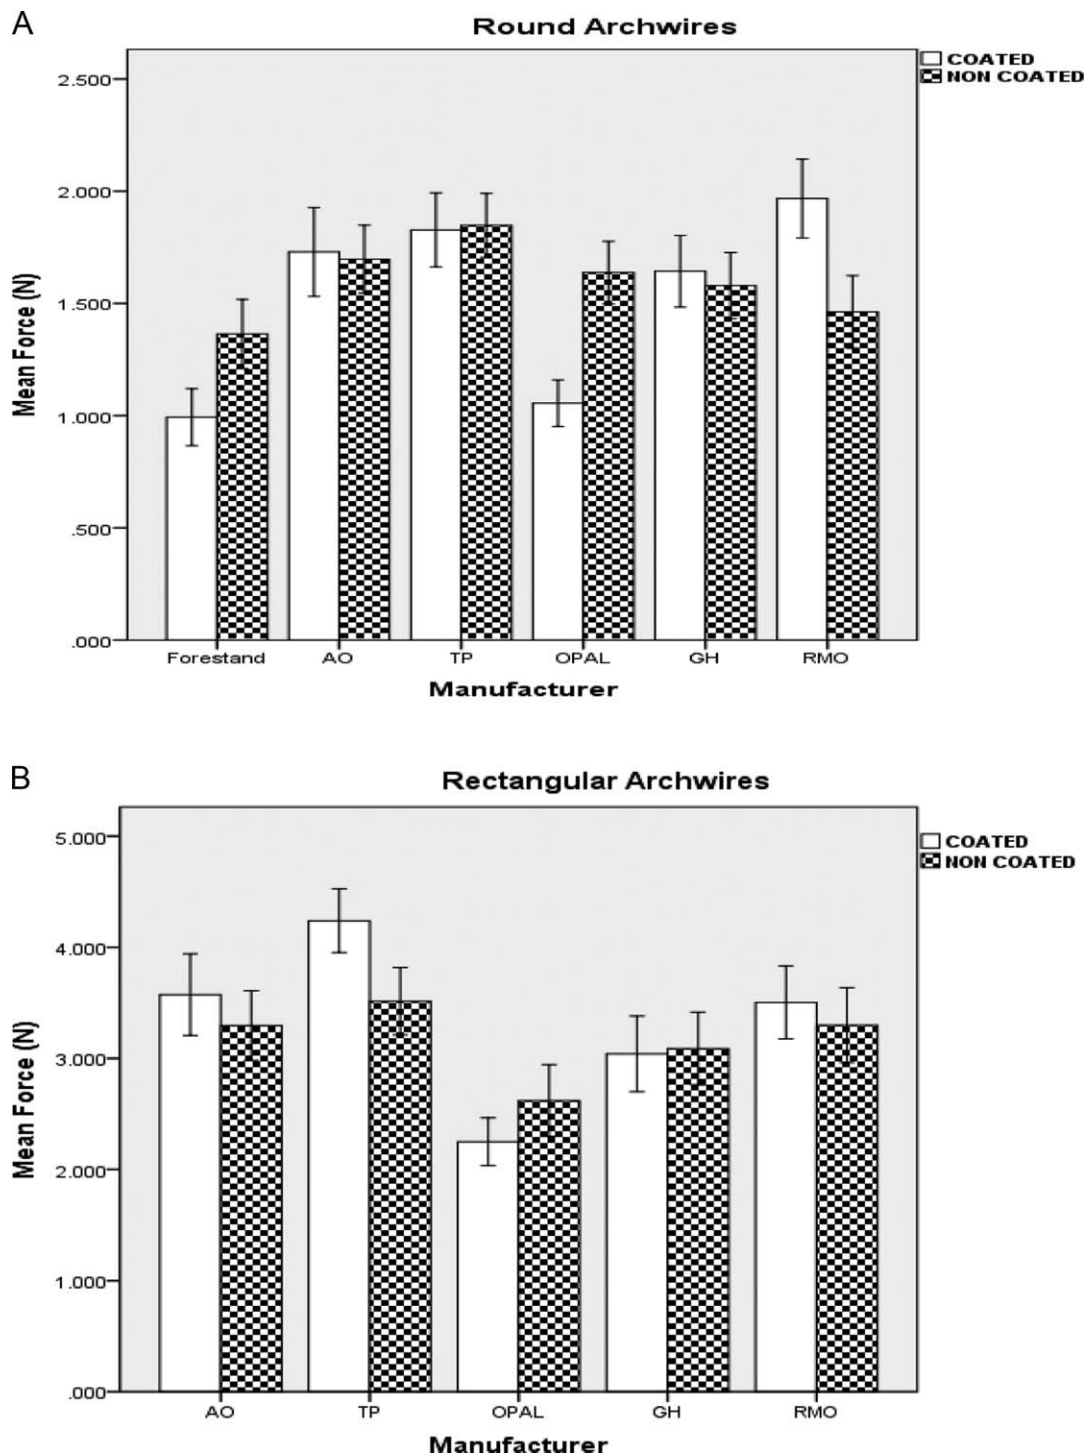 A
Round Archwires
COATED
NON COATED
2.500
2.000
1.500
1.000
.500
.000
Mean Force (N)
Forestand AO TP OPAL GH RMO
Manufacturer
B
Rectangular Archwires
COATED
NON COATED
5.000
4.000
3.000
2.000
1.000
.000
Mean Force (N)
AO TP OPAL GH RMO
Manufacturer